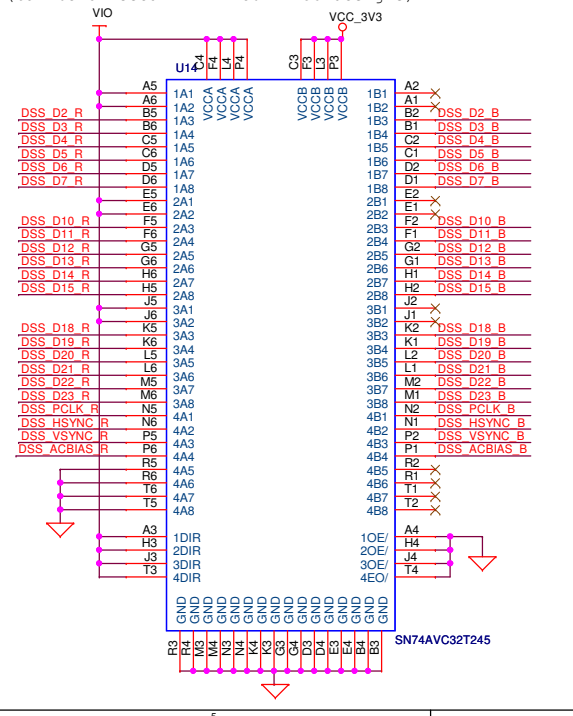 VIO
VCC_3V3
U14
C4 F4 L4 P4
C3 F3 L3 P3
VCCA VCCA VCCA VCCA
VCCB VCCB VCCB VCCB
A5 1A1 1B1 A2
A6 1A2 1B2 A1
DSS_D2_R B5 1A3 1B3 B2 DSS_D2_B
DSS_D3_R B6 1A4 1B4 B1 DSS_D3_B
DSS_D4_R C5 1A5 1B5 C2 DSS_D4_B
DSS_D5_R C6 1A6 1B6 C1 DSS_D5_B
DSS_D6_R D5 1A7 1B7 D2 DSS_D6_B
DSS_D7_R D6 1A8 1B8 D1 DSS_D7_B
E5 2A1 2B1 E2
E6 2A2 2B2 E1
DSS_D10_R F5 2A3 2B3 F2 DSS_D10_B
DSS_D11_R F6 2A4 2B4 F1 DSS_D11_B
DSS_D12_R G5 2A5 2B5 G2 DSS_D12_B
DSS_D13_R G6 2A6 2B6 G1 DSS_D13_B
DSS_D14_R H6 2A7 2B7 H1 DSS_D14_B
DSS_D15_R H5 2A8 2B8 H2 DSS_D15_B
J5 3A1 3B1 J2
J6 3A2 3B2 J1
DSS_D18_R K5 3A3 3B3 K2 DSS_D18_B
DSS_D19_R K6 3A4 3B4 K1 DSS_D19_B
DSS_D20_R L5 3A5 3B5 L2 DSS_D20_B
DSS_D21_R L6 3A6 3B6 L1 DSS_D21_B
DSS_D22_R M5 3A7 3B7 M2 DSS_D22_B
DSS_D23_R M6 3A8 3B8 M1 DSS_D23_B
DSS_PCLK_R N5 4A1 4B1 N2 DSS_PCLK_B
DSS_HSYNC_R N6 4A2 4B2 N1 DSS_HSYNC_B
DSS_VSYNC_R P5 4A3 4B3 P2 DSS_VSYNC_B
DSS_ACBIAS_R P6 4A4 4B4 P1 DSS_ACBIAS_B
R5 4A5 4B5 R2
R6 4A6 4B6 R1
T6 4A7 4B7 T1
T5 4A8 4B8 T2
A3 1DIR 1OE/ A4
H3 2DIR 2OE/ H4
J3 3DIR 3OE/ J4
T3 4DIR 4EO/ T4
GND GND GND GND GND GND GND GND GND GND GND GND GND GND GND GND
SN74AVC32T245
R3 R4 M3 M4 N3 N4 K4 K3 G3 G4 D3 D4 E3 E4 B4 B3
5